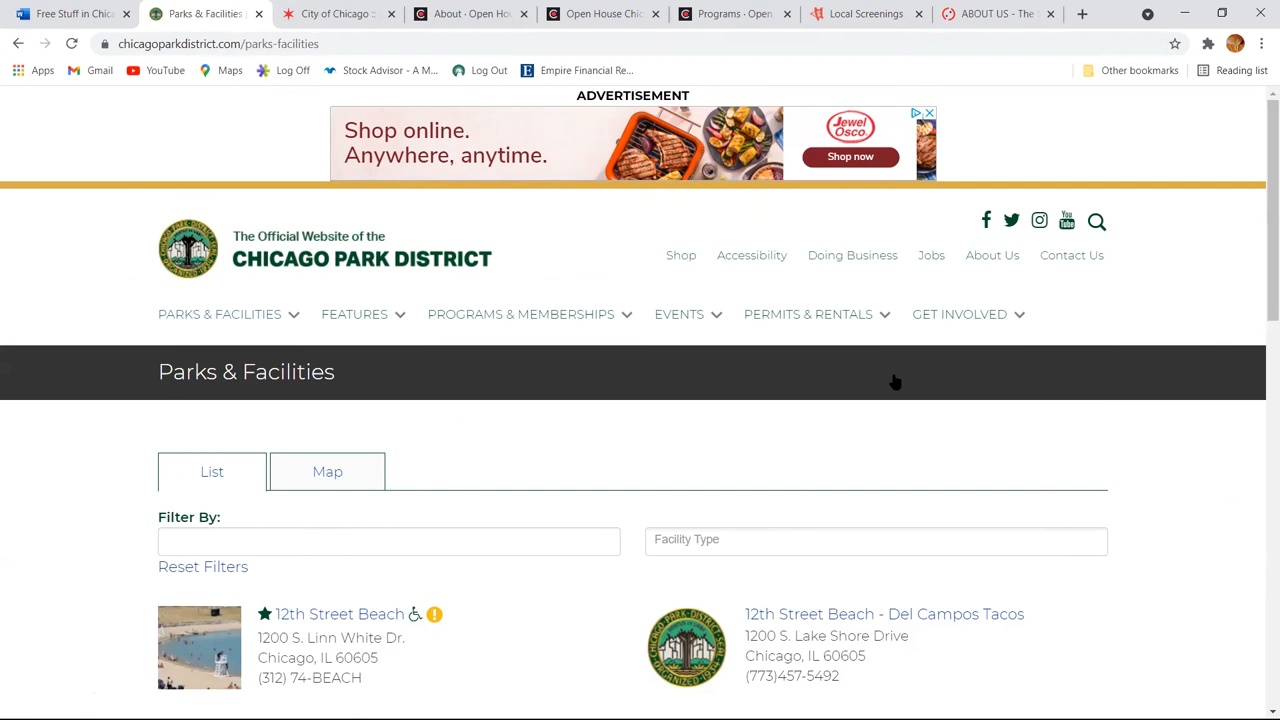 Free Stuff in Chica
Parks & Facilities
City of Chicago ::
About - Open Hou
Open House Chic
Programs - Open
Local Screenings
ABOUT US - The S
chicagoparkdistrict.com/parks-facilities
Apps
Gmail
YouTube
Maps
Log Off
Stock Advisor - A M...
Log Out
Empire Financial Re...
Other bookmarks
Reading list
ADVERTISEMENT
Shop online.
Anywhere, anytime.
Jewel
Osco
Shop now
The Official Website of the
CHICAGO PARK DISTRICT
You
Tube
Shop
Accessibility
Doing Business
Jobs
About Us
Contact Us
PARKS & FACILITIES
FEATURES
PROGRAMS & MEMBERSHIPS
EVENTS
PERMITS & RENTALS
GET INVOLVED
Parks & Facilities
List
Map
Filter By:
Facility Type
Reset Filters
12th Street Beach
1200 S. Linn White Dr.
Chicago, IL 60605
(312) 74-BEACH
12th Street Beach - Del Campos Tacos
1200 S. Lake Shore Drive
Chicago, IL 60605
(773)457-5492